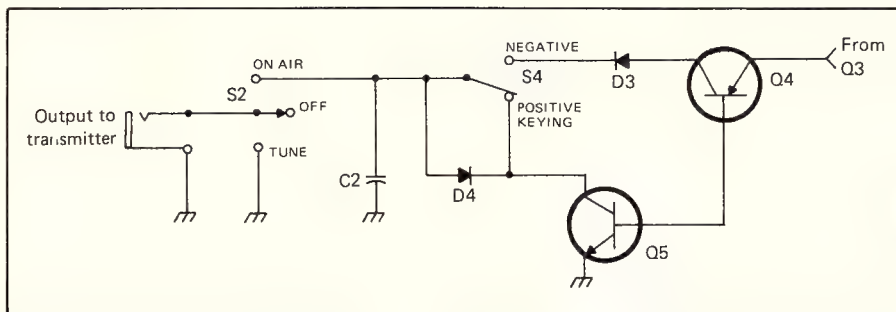 ON AIR
S2
OFF
Output to
transmitter
TUNE
C2
D4
NEGATIVE
S4
POSITIVE
KEYING
D3
Q4
From
Q3
Q5